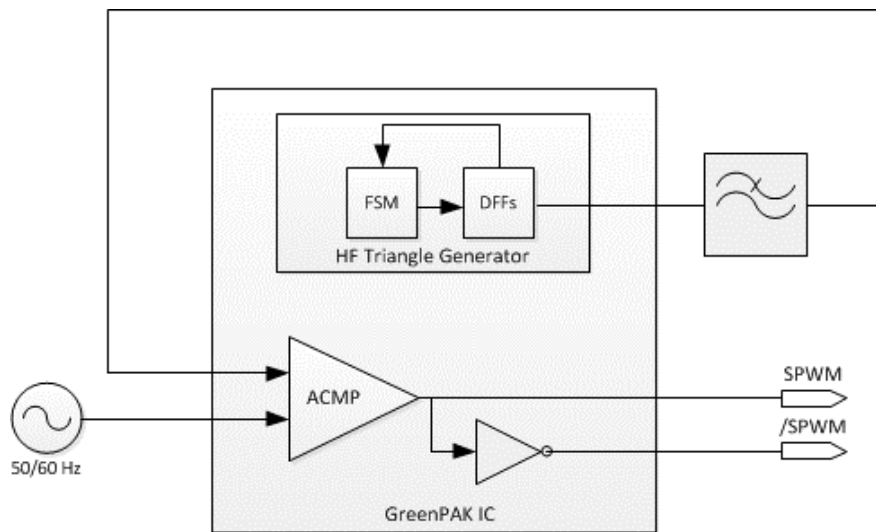 FSM
DFFs
HF Triangle Generator
SPWM
ACMP
/SPWM
50/60 Hz
GreenPAK IC